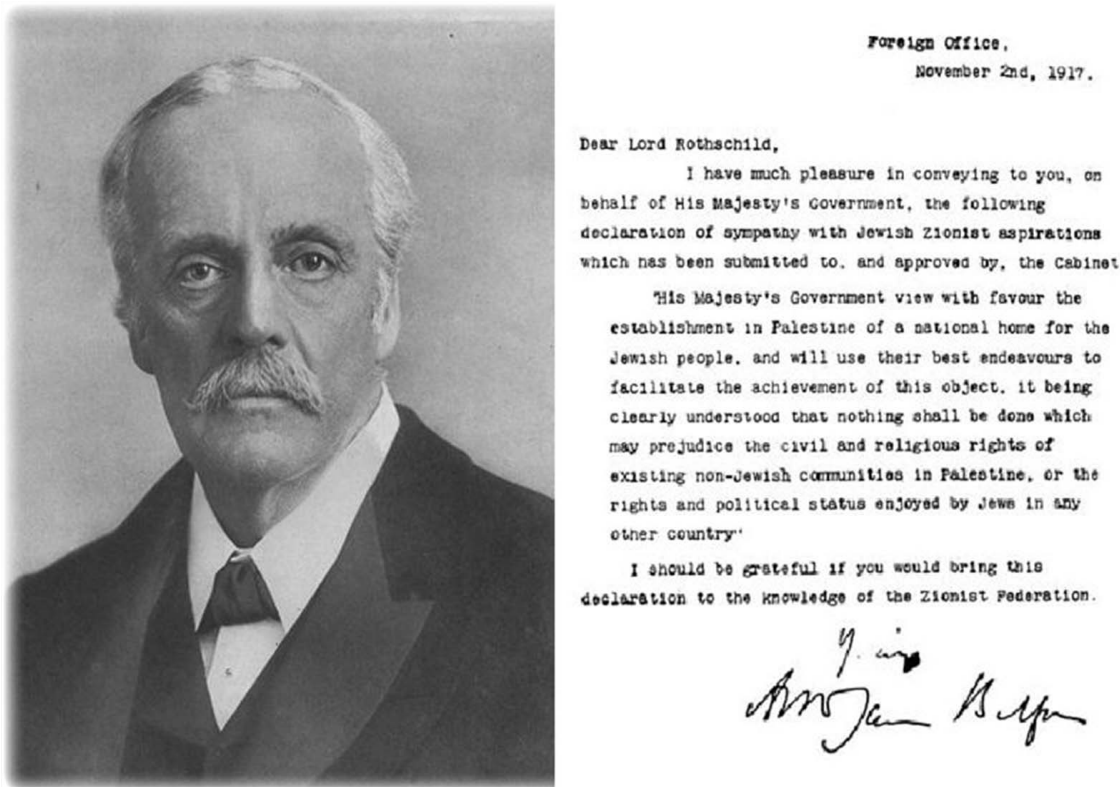 Foreign Office,
November 2nd, 1917.
Dear Lord Rothschild,
I have much pleasure in conveying to you, on
behalf of His Majesty's Government, the following
declaration of sympathy with Jewish Zionist aspirations
which has been submitted to, and approved by, the Cabinet
"His Majesty's Government view with favour the
establishment in Palestine of a national home for the
Jewish people, and will use their best endeavours to
facilitate the achievement of this object, it being
clearly understood that nothing shall be done which
may prejudice the civil and religious rights of
existing non-Jewish communities in Palestine, or the
rights and political status enjoyed by Jews in any
other country"
I should be grateful if you would bring this
declaration to the knowledge of the Zionist Federation.